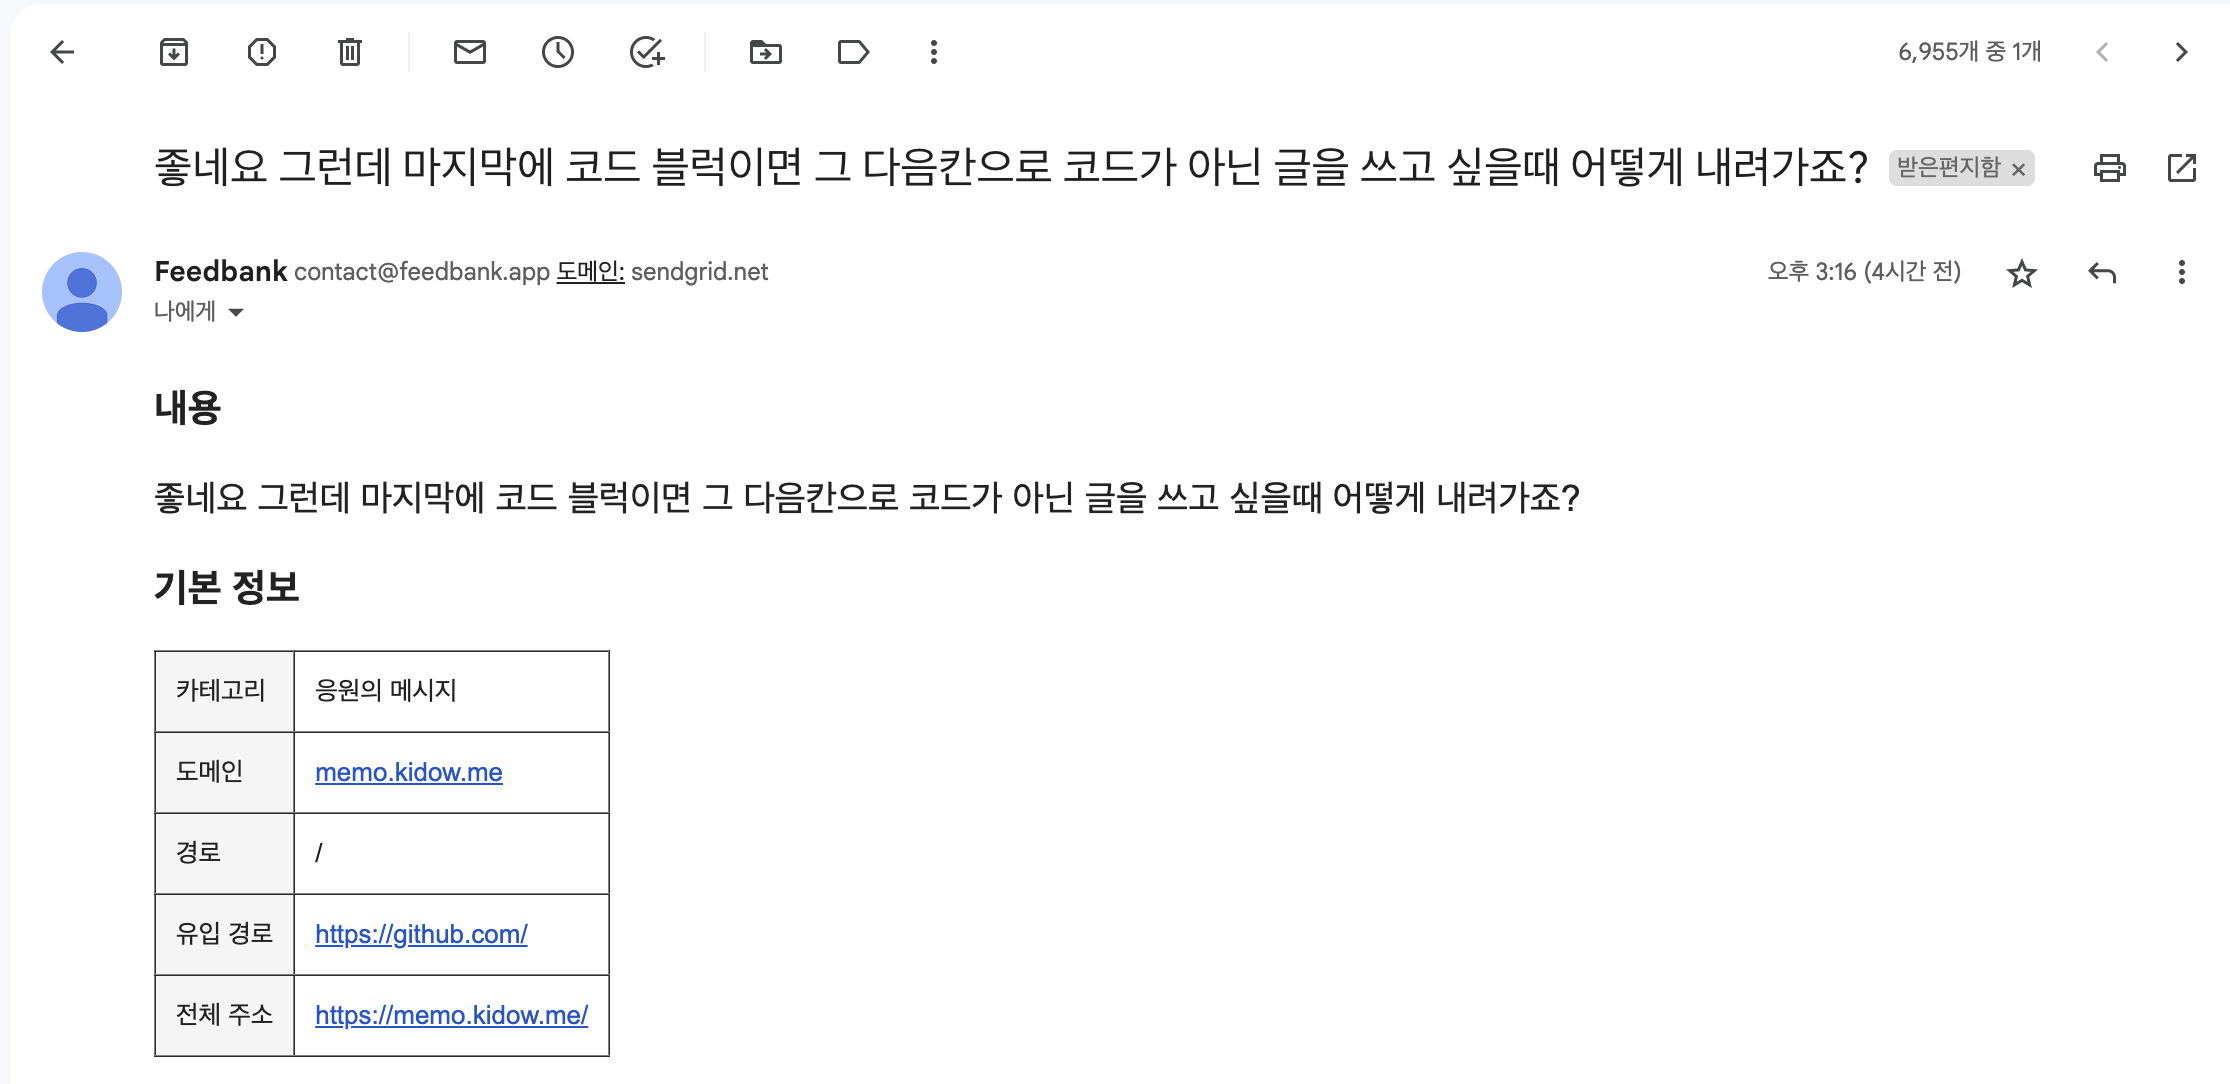 6,955개 중 1개
좋네요 그런데 마지막에 코드 블럭이면 그 다음칸으로 코드가 아닌 글을 쓰고 싶을때 어떻게 내려가죠? 받은편지함 ×
Feedbank contact@feedbank.app 도메인: sendgrid.net 오후 3:16 (4시간 전)
나에게
내용
좋네요 그런데 마지막에 코드 블럭이면 그 다음칸으로 코드가 아닌 글을 쓰고 싶을때 어떻게 내려가죠?
기본 정보
카테고리 응원의 메시지
도메인 memo.kidow.me
경로 /
유입 경로 https://github.com/
전체 주소 https://memo.kidow.me/